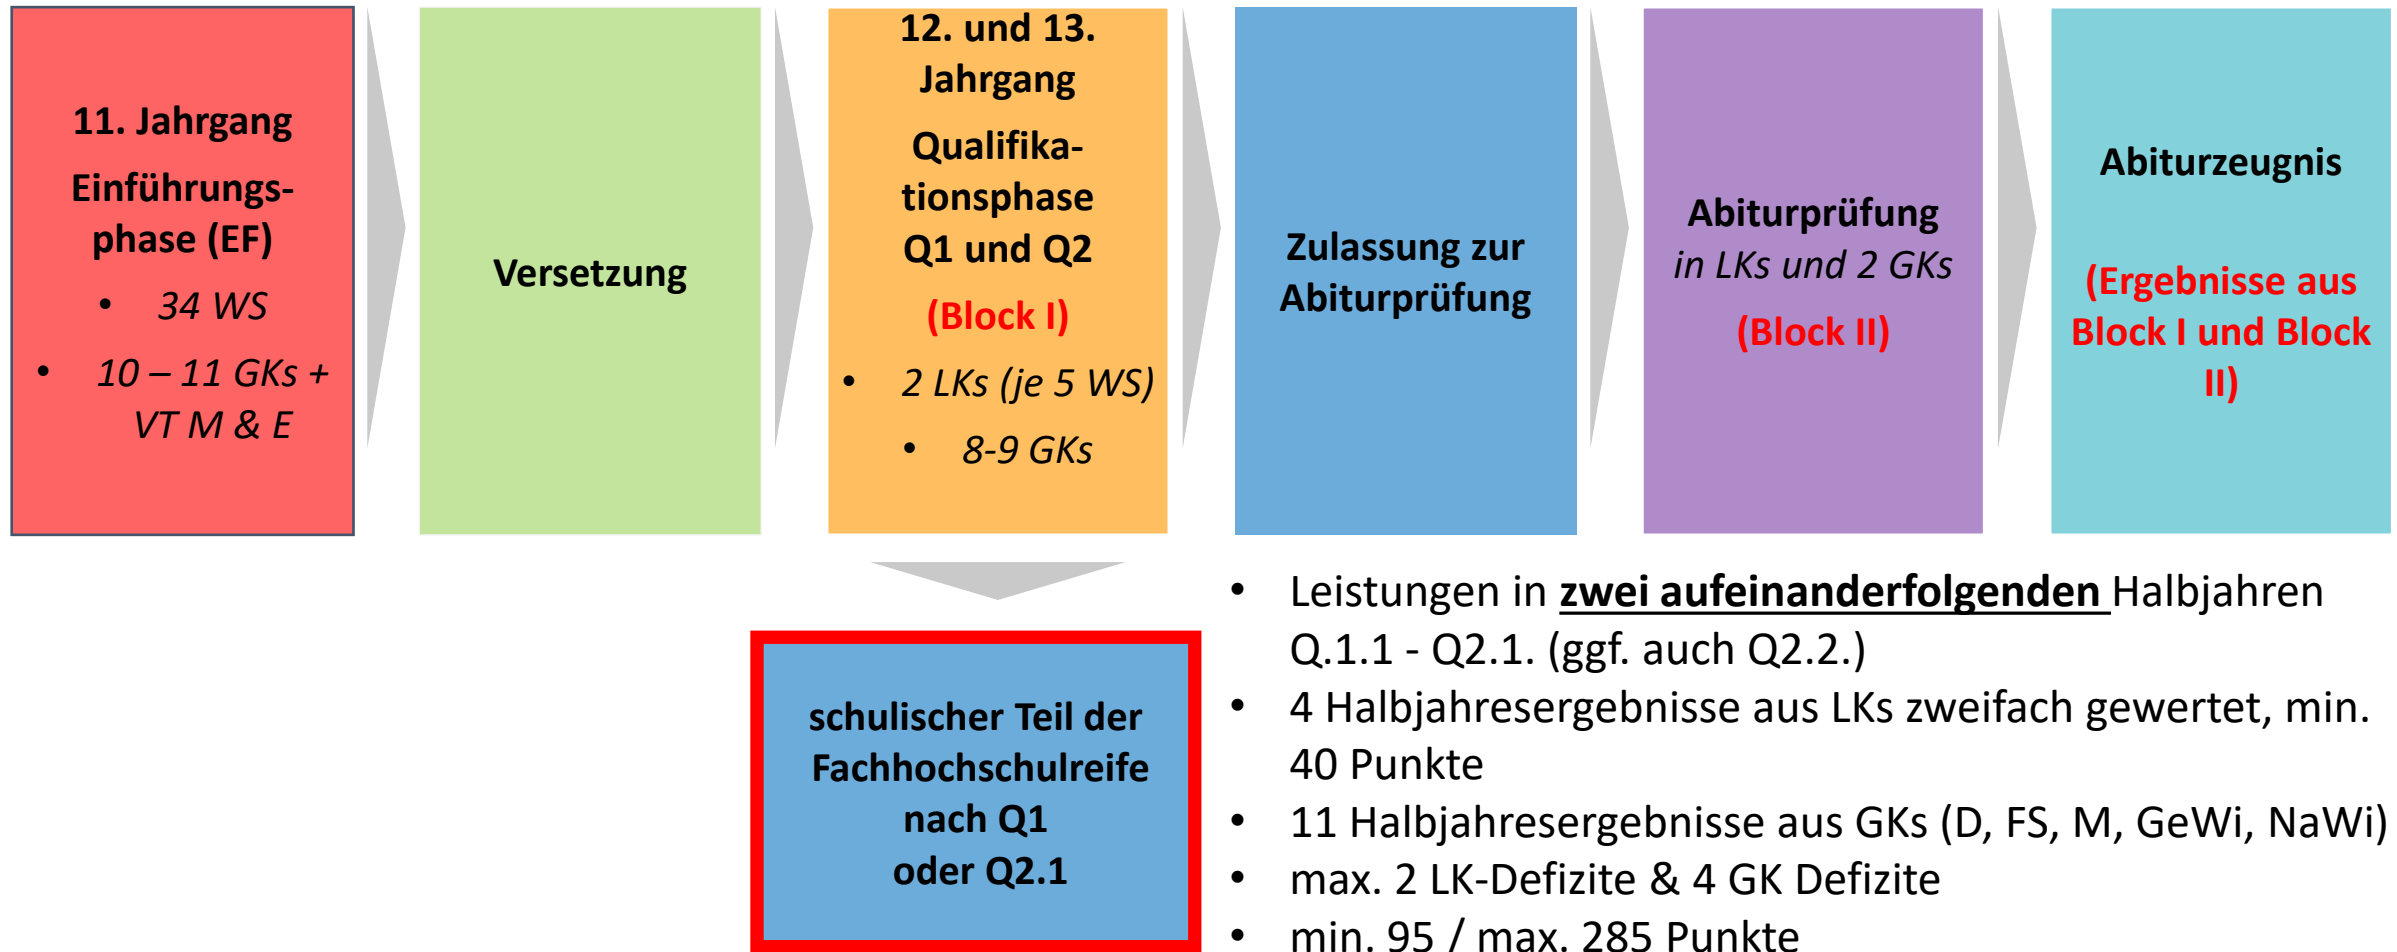 11. Jahrgang
Einführungs-
phase (EF)
• 34 WS
• 10 – 11 GKs +
VT M & E
Versetzung
12. und 13.
Jahrgang
Qualifika-
tionsphase
Q1 und Q2
(Block I)
• 2 LKs (je 5 WS)
• 8-9 GKs
Zulassung zur
Abiturprüfung
Abiturprüfung
in LKs und 2 GKs
(Block II)
Abiturzeugnis
(Ergebnisse aus
Block I und Block
II)
schulischer Teil der
Fachhochschulreife
nach Q1
oder Q2.1
• Leistungen in zwei aufeinanderfolgenden Halbjahren
Q.1.1 - Q2.1. (ggf. auch Q2.2.)
• 4 Halbjahresergebnisse aus LKs zweifach gewertet, min.
40 Punkte
• 11 Halbjahresergebnisse aus GKs (D, FS, M, GeWi, NaWi)
• max. 2 LK-Defizite & 4 GK Defizite
• min. 95 / max. 285 Punkte